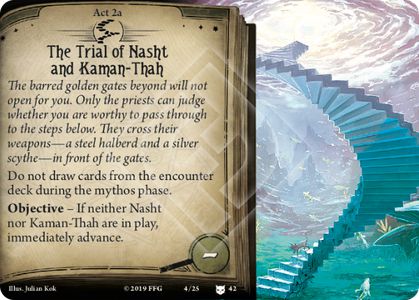 Act 2a
The Trial of Nasht
and Kaman-Thah
The barred golden gates beyond will not
open for you. Only the priests can judge
whether you are worthy to pass through
to the steps below. They cross their
weapons—a steel halberd and a silver
scythe—in front of the gates.
Do not draw cards from the encounter
deck during the mythos phase.
Objective – If neither Nasht
nor Kaman-Thah are in play,
immediately advance.
–
Illus. Julian Kok
©2019 FFG
4/25
42